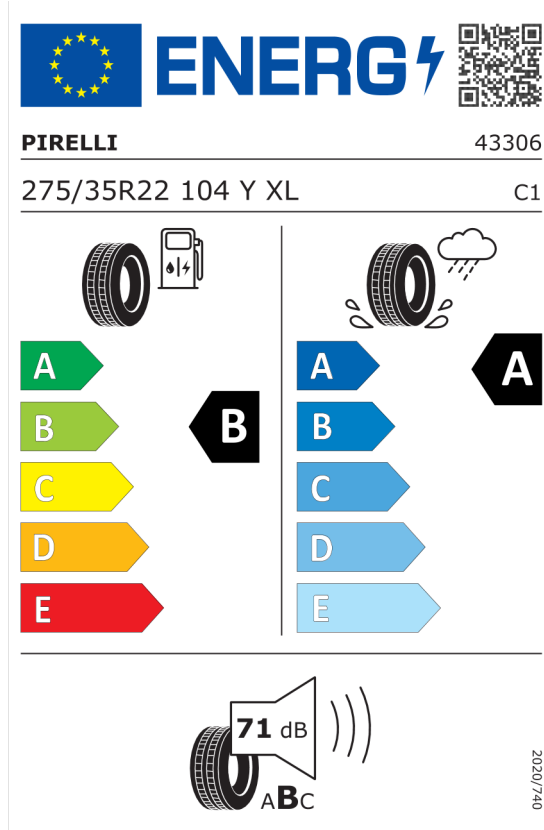 ENERG
PIRELLI 43306
275/35R22 104 Y XL C1
A A A
B B B
C C
D D
E E
71 dB
ABC
2020/740